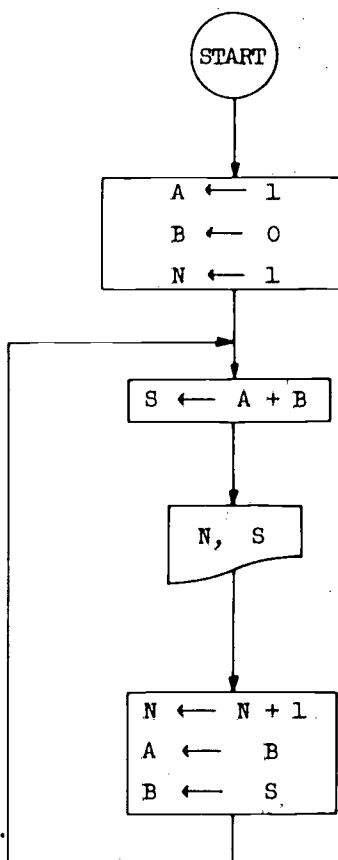 START
A ← 1
B ← 0
N ← 1
S ← A + B
N, S
N ← N + 1
A ← B
B ← S